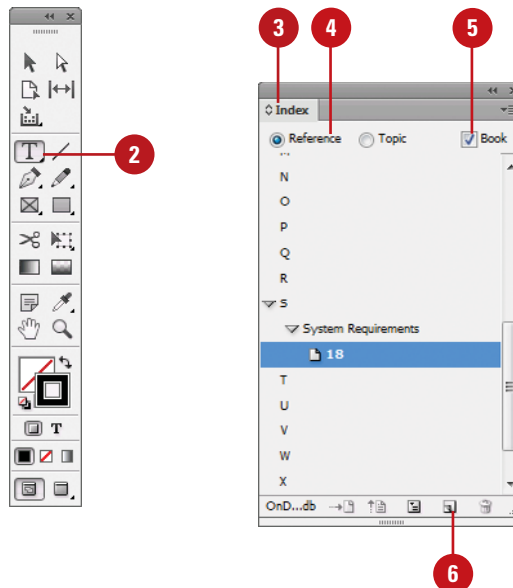 3 4 5
Index
Reference Topic Book
2
M
N
O
P
Q
R
S
System Requirements
18
T
U
V
W
X
OnD...db
6
T
T